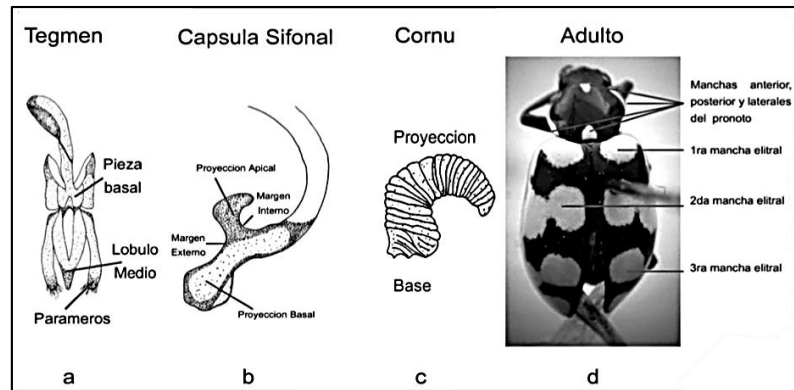 Tegmen
Capsula Sifonal
Cornu
Adulto
Pieza
basal
Lobulo
Medio
Parameros
Proyeccion Apical
Margen
Interno
Margen
Externo
Proyeccion Basal
Proyeccion
Base
Manchas anterior,
posterior y laterales
del pronoto
1ra mancha elitral
2da mancha elitral
3ra mancha elitral
a
b
c
d